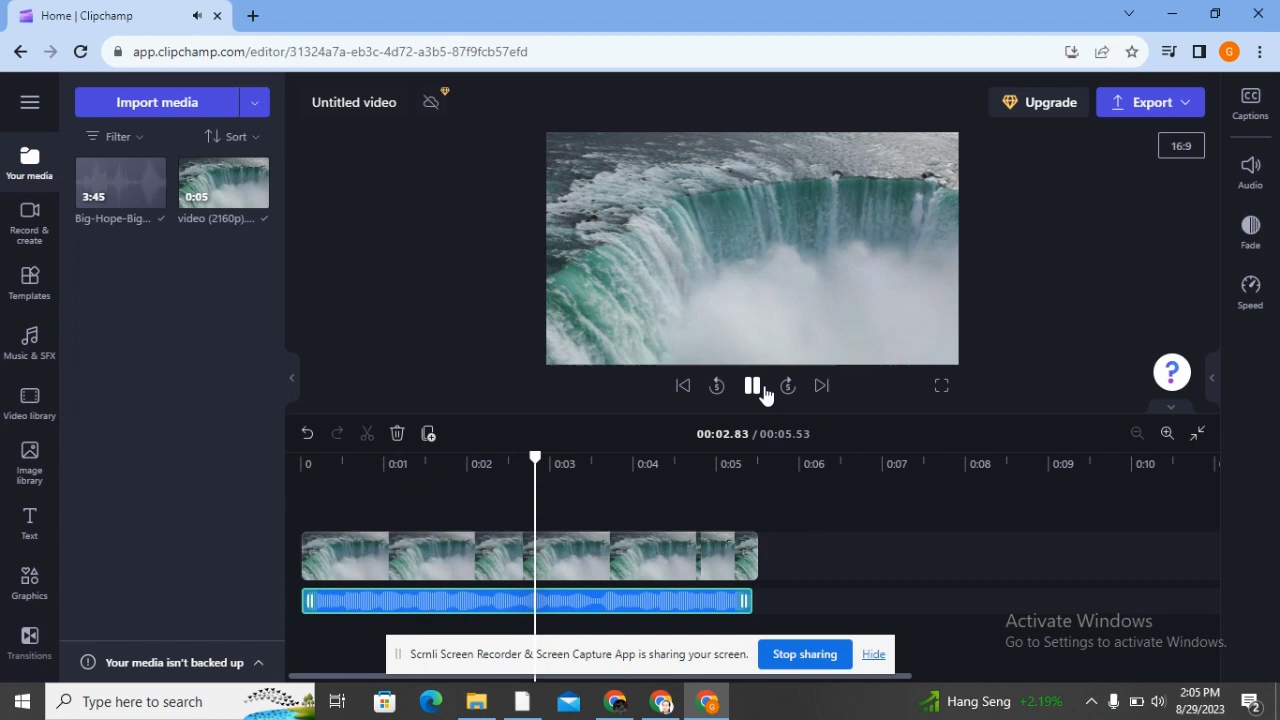 Home | Clipchamp
app.clipchamp.com/editor/31324a7a-eb3c-4d72-a3b5-87f9fcb57efd
G
Import media
Untitled video
Upgrade
Export
CC
Captions
Filter
Sort
16:9
Your media
3:45
0:05
Big-Hope-Big...
video (2160p)....
Audio
Record &
create
Fade
Templates
Speed
Music & SFX
5
5
?
Video library
00:02.83 / 00:05.53
Image
library
0
0:01
0:02
0:03
0:04
0:05
0:06
0:07
0:08
0:09
0:10
Text
Graphics
Transitions
Your media isn't backed up
Activate Windows
Go to Settings to activate Windows.
Scrnli Screen Recorder & Screen Capture App is sharing your screen.
Stop sharing
Hide
Type here to search
Hang Seng +2.19%
2:05 PM
8/29/2023
2